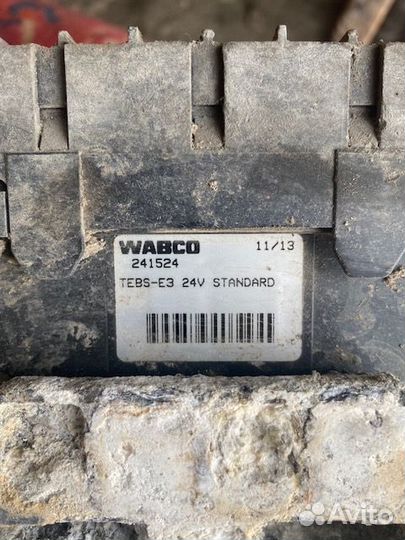 WABCO 11/13
241524
TEBS-E3 24V STANDARD
Avito